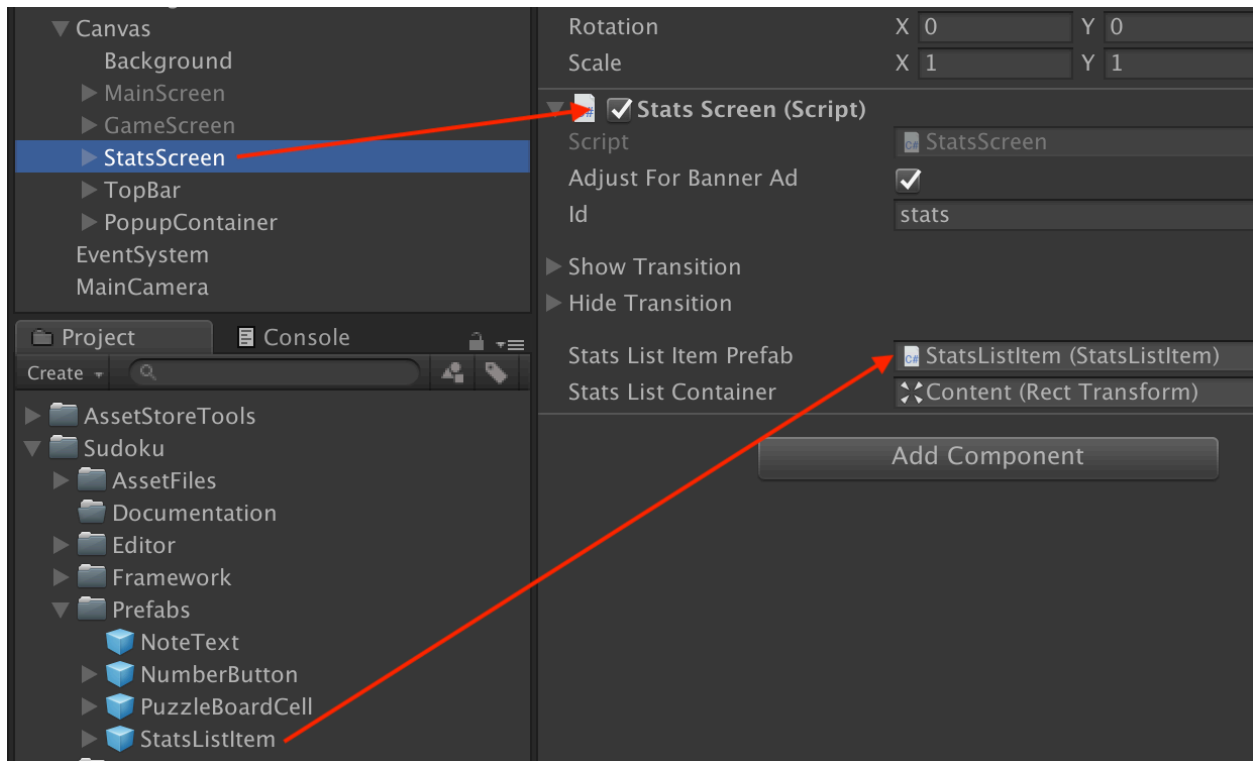 Canvas
Background
MainScreen
GameScreen
StatsScreen
TopBar
PopupContainer
EventSystem
MainCamera
Project Console
Create
AssetStoreTools
Sudoku
AssetFiles
Documentation
Editor
Framework
Prefabs
NoteText
NumberButton
PuzzleBoardCell
StatsListItem
Rotation X 0 Y 0
Scale X 1 Y 1
Stats Screen (Script)
Script C# StatsScreen
Adjust For Banner Ad
Id stats
Show Transition
Hide Transition
Stats List Item Prefab C# StatsListItem (StatsListItem)
Stats List Container Content (Rect Transform)
Add Component